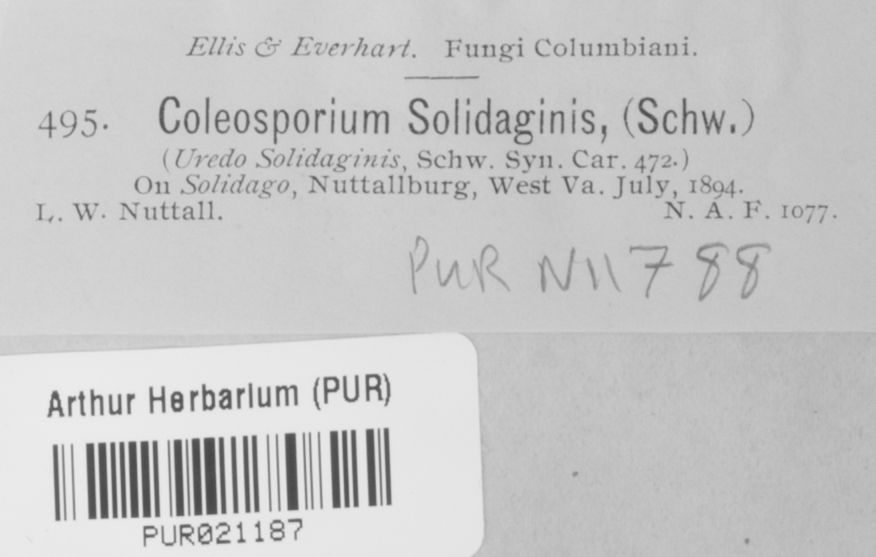 Ellis & Everhart. Fungi Columbiani.
495. Coleosporium Solidaginis, (Schw.)
(Uredo Solidaginis, Schw. Syn. Car. 472.)
On Solidago, Nuttallburg, West Va. July, 1894.
L. W. Nuttall. N. A. F. 1077.
PUR N11788
Arthur Herbarium (PUR)
PUR021187